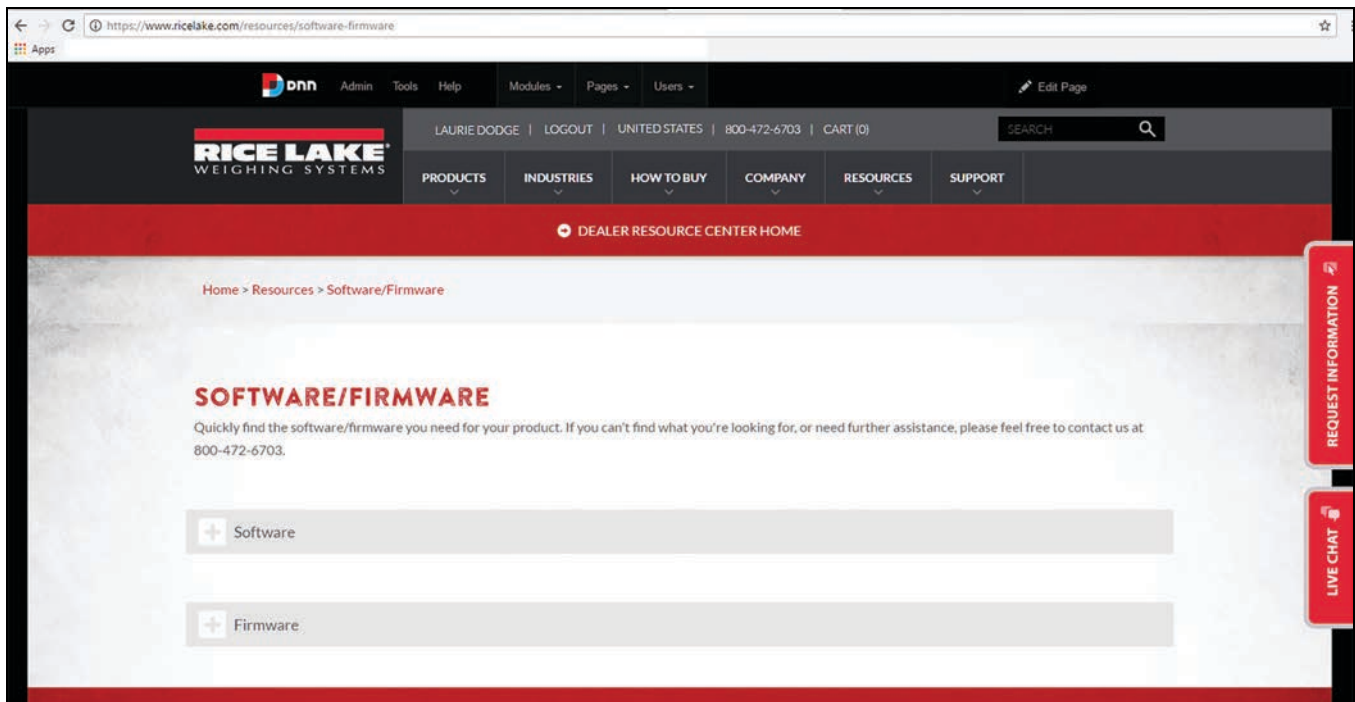 https://www.ricelake.com/resources/software-firmware
Apps
DNN Admin Tools Help Modules Pages Users Edit Page
LAURIE DODGE | LOGOUT | UNITED STATES | 800-472-6703 | CART (0) SEARCH
RICE LAKE
WEIGHING SYSTEMS
PRODUCTS INDUSTRIES HOW TO BUY COMPANY RESOURCES SUPPORT
DEALER RESOURCE CENTER HOME
Home > Resources > Software/Firmware
SOFTWARE/FIRMWARE
Quickly find the software/firmware you need for your product. If you can't find what you're looking for, or need further assistance, please feel free to contact us at
800-472-6703.
Software
Firmware
REQUEST INFORMATION
LIVE CHAT